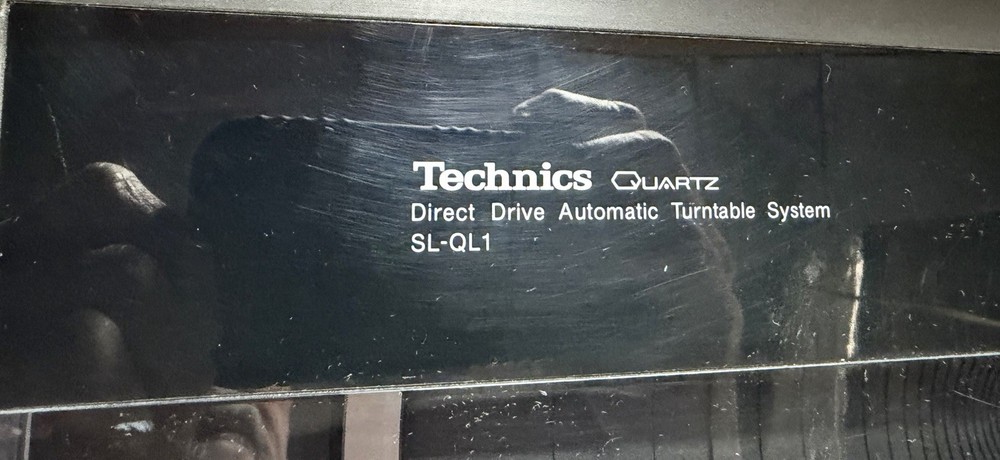 Technics QUARTZ
Direct Drive Automatic Turntable System
SL-QL1